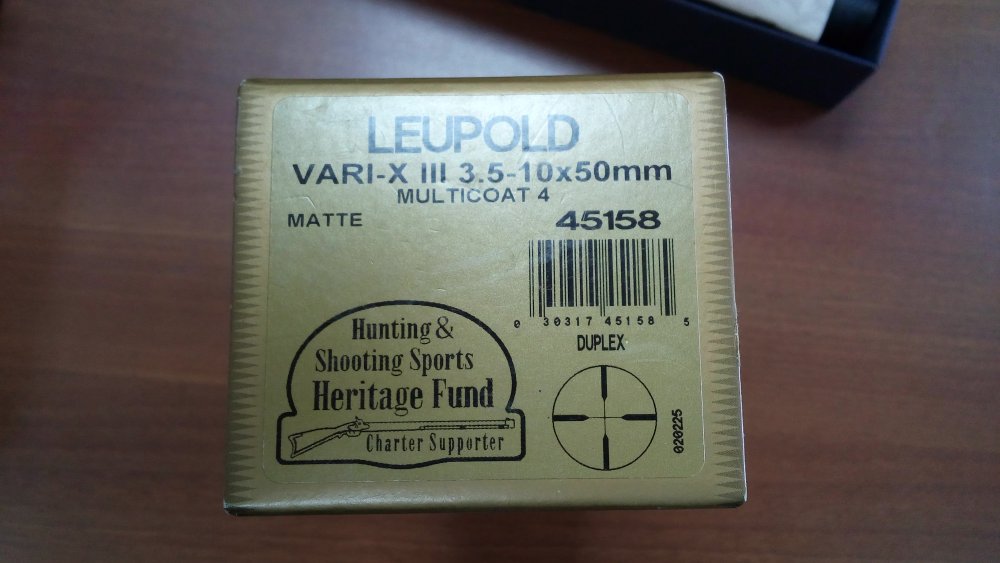 LEUPOLD
VARI-X III 3.5-10x50mm
MULTICOAT 4
MATTE 45158
0 30317 45158 5
DUPLEX
Hunting &
Shooting Sports
Heritage Fund
Charter Supporter
020225